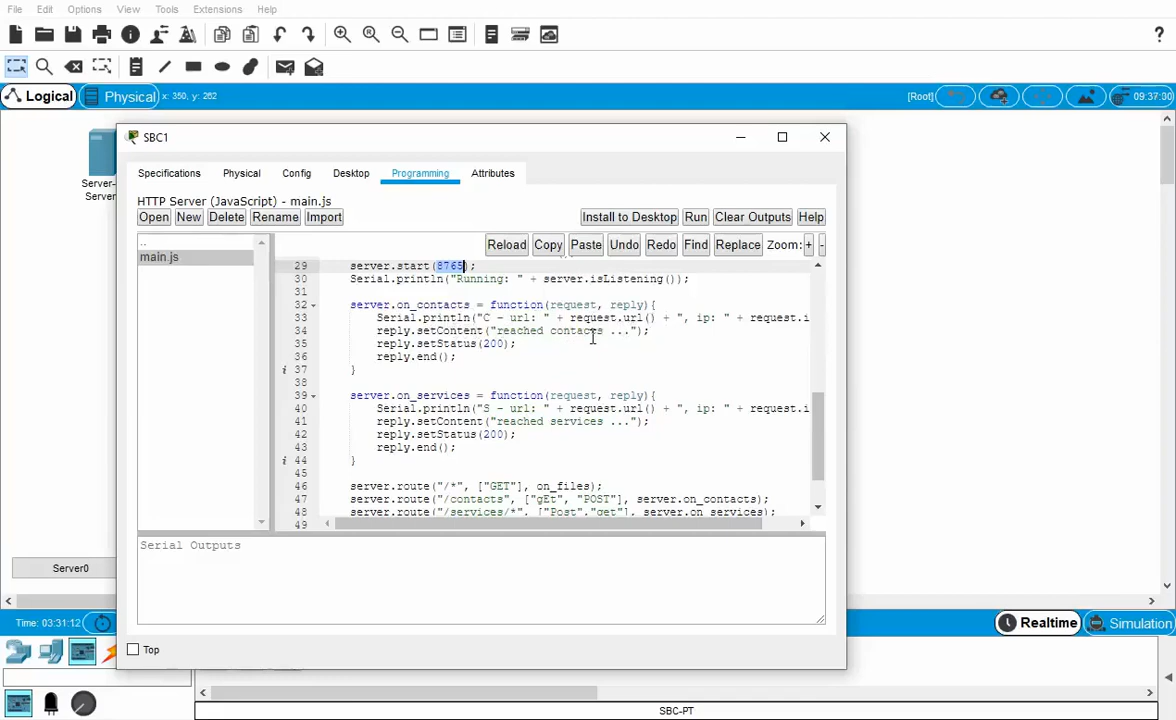 File Edit Options View Tools Extensions Help
?
Logical Physical x: 350, y: 262 [Root] 09:37:30
SBC1
Server-
Server
Specifications Physical Config Desktop Programming Attributes
HTTP Server (JavaScript) - main.js
Open New Delete Rename Import Install to Desktop Run Clear Outputs Help
Reload Copy Paste Undo Redo Find Replace Zoom: + -
..
main.js
29 server.start(8765);
30 Serial.println("Running: " + server.isListening());
31
32 server.on_contacts = function(request, reply){
33 Serial.println("C - url: " + request.url() + ", ip: " + request.i
34 reply.setContent("reached contacts ...");
35 reply.setStatus(200);
36 reply.end();
i 37 }
38
39 server.on_services = function(request, reply){
40 Serial.println("S - url: " + request.url() + ", ip: " + request.i
41 reply.setContent("reached services ...");
42 reply.setStatus(200);
43 reply.end();
i 44 }
45
46 server.route("/*", ["GET"], on_files);
47 server.route("/contacts", ["gEt", "POST"], server.on_contacts);
48 server.route("/services/*", ["Post","get"], server.on_services);
49
Serial Outputs
Server0
Top
Time: 03:31:12 Realtime Simulation
SBC-PT